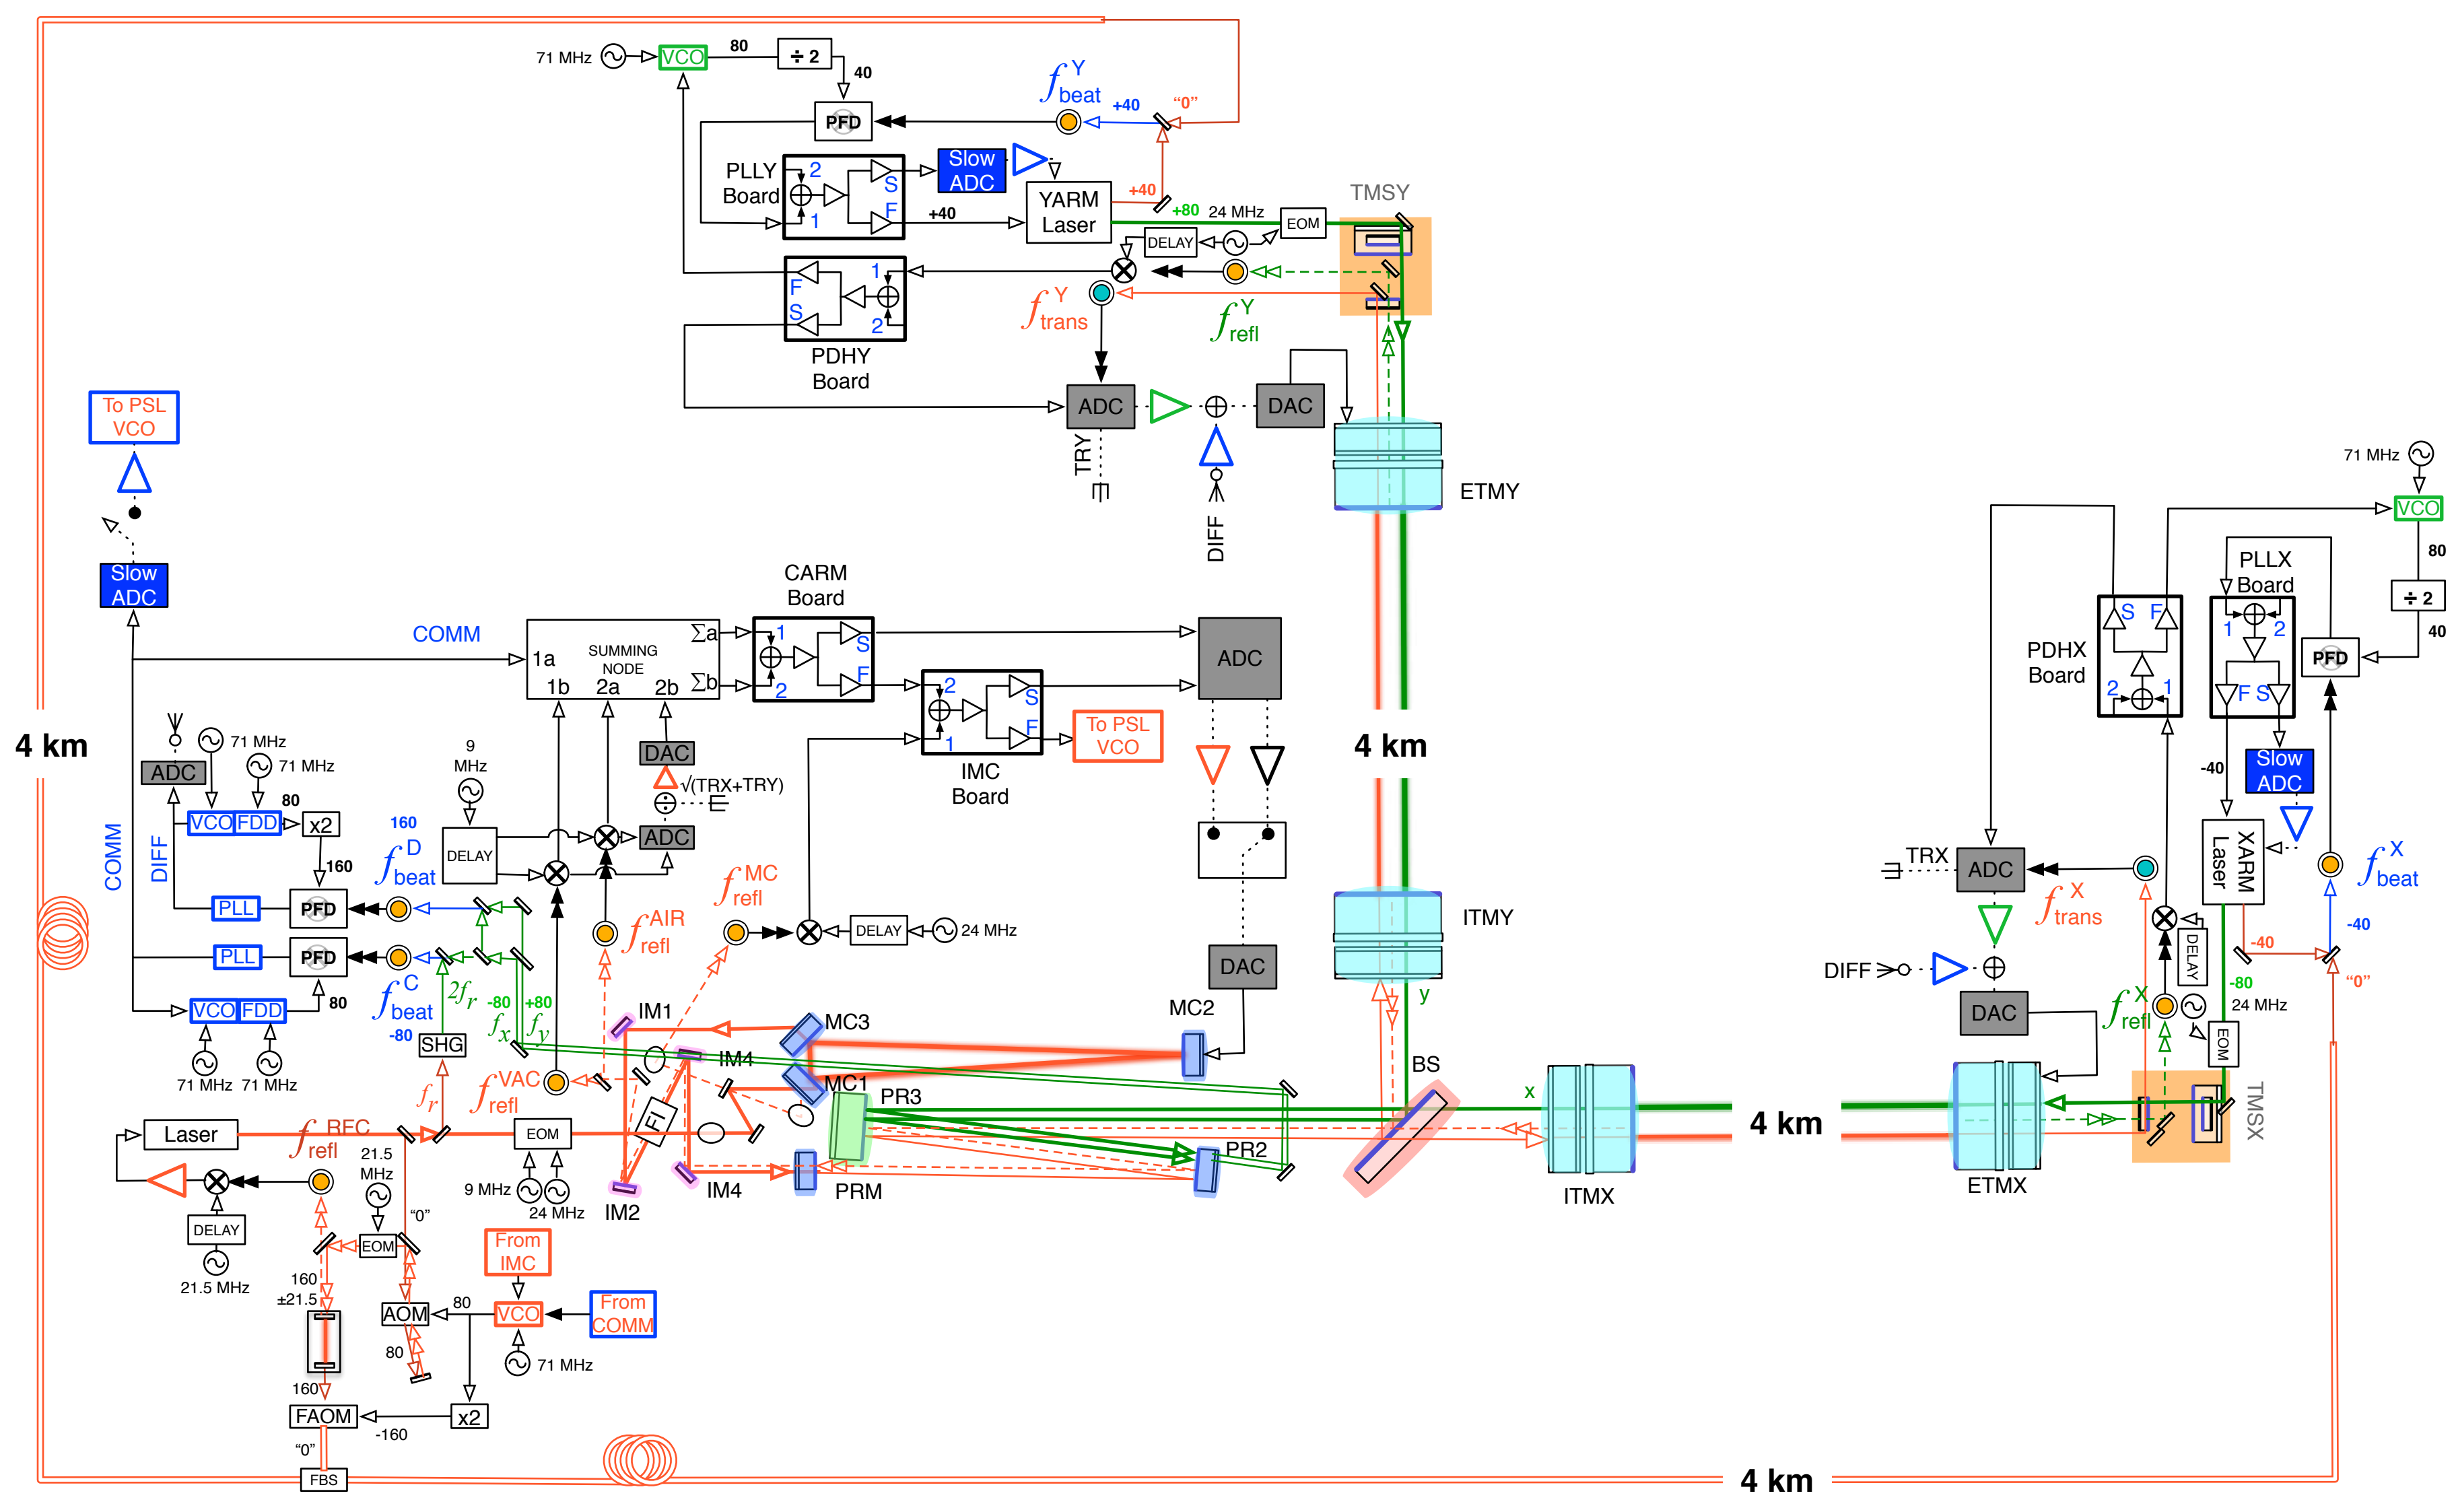 71 MHz
VCO
80
÷ 2
40
PFD
f beat Y
+40
"0"
PLLY
Board
2
1
S
F
Slow
ADC
+40
YARM
Laser
+40
+80
24 MHz
EOM
DELAY
TMSY
PDHY
Board
F
S
1
2
f trans Y
f refl Y
ADC
DAC
TRY
DIFF
ETMY
To PSL
VCO
Slow
ADC
COMM
COMM
DIFF
1a
SUMMING
NODE
1b
2a
2b
Σa
Σb
CARM
Board
1
2
S
F
IMC
Board
2
1
S
F
To PSL
VCO
ADC
4 km
4 km
ADC
71 MHz
71 MHz
VCO
FDD
80
x2
160
9
MHz
DELAY
DAC
√(TRX+TRY)
ADC
160
f beat D
PLL
PFD
PLL
PFD
f beat C
-80
80
VCO
FDD
71 MHz
71 MHz
2fr
-80
+80
fx
fy
SHG
fr
f refl AIR
f refl MC
f refl VAC
DELAY
24 MHz
DAC
ITMY
y
IM1
IM4
MC3
MC1
MC2
PR3
PR2
BS
x
ITMX
FI
IM2
IM4
PRM
Laser
f refl RFC
EOM
9 MHz
24 MHz
DELAY
21.5 MHz
21.5
MHz
EOM
"0"
160
±21.5
160
AOM
80
80
VCO
From
IMC
From
COMM
71 MHz
x2
-160
FAOM
"0"
FBS
4 km
4 km
71 MHz
VCO
80
÷ 2
40
PFD
PLLX
Board
1
2
F
S
PDHX
Board
S
F
2
1
Slow
ADC
-40
XARM
Laser
f beat X
-40
-40
"0"
TRX
ADC
f trans X
DELAY
DIFF
DAC
f refl X
-80
24 MHz
EOM
TMSX
ETMX